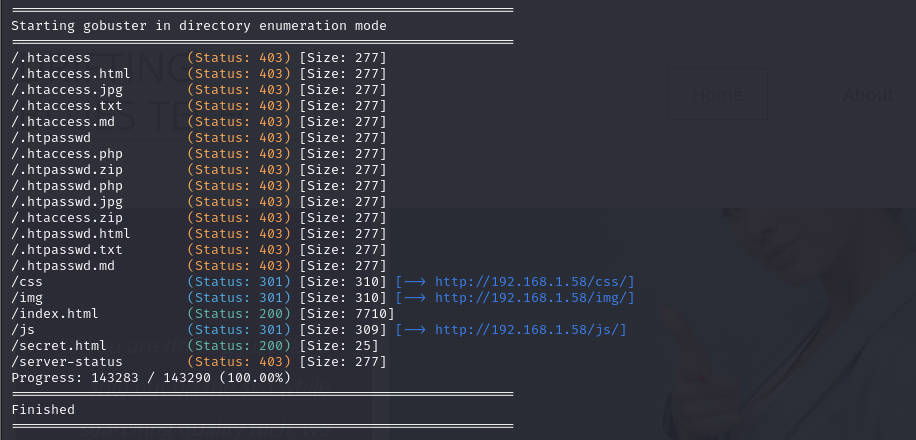 ===============================================================
Starting gobuster in directory enumeration mode
===============================================================
/.htaccess            (Status: 403) [Size: 277]
/.htaccess.html       (Status: 403) [Size: 277]
/.htaccess.jpg        (Status: 403) [Size: 277]
/.htaccess.txt        (Status: 403) [Size: 277]
/.htaccess.md         (Status: 403) [Size: 277]
/.htpasswd            (Status: 403) [Size: 277]
/.htaccess.php        (Status: 403) [Size: 277]
/.htpasswd.zip        (Status: 403) [Size: 277]
/.htpasswd.php        (Status: 403) [Size: 277]
/.htpasswd.jpg        (Status: 403) [Size: 277]
/.htaccess.zip        (Status: 403) [Size: 277]
/.htpasswd.html       (Status: 403) [Size: 277]
/.htpasswd.txt        (Status: 403) [Size: 277]
/.htpasswd.md         (Status: 403) [Size: 277]
/css                  (Status: 301) [Size: 310] [--> http://192.168.1.58/css/]
/img                  (Status: 301) [Size: 310] [--> http://192.168.1.58/img/]
/index.html           (Status: 200) [Size: 7710]
/js                   (Status: 301) [Size: 309] [--> http://192.168.1.58/js/]
/secret.html          (Status: 200) [Size: 25]
/server-status        (Status: 403) [Size: 277]
Progress: 143283 / 143290 (100.00%)
===============================================================
Finished
===============================================================
Home
About